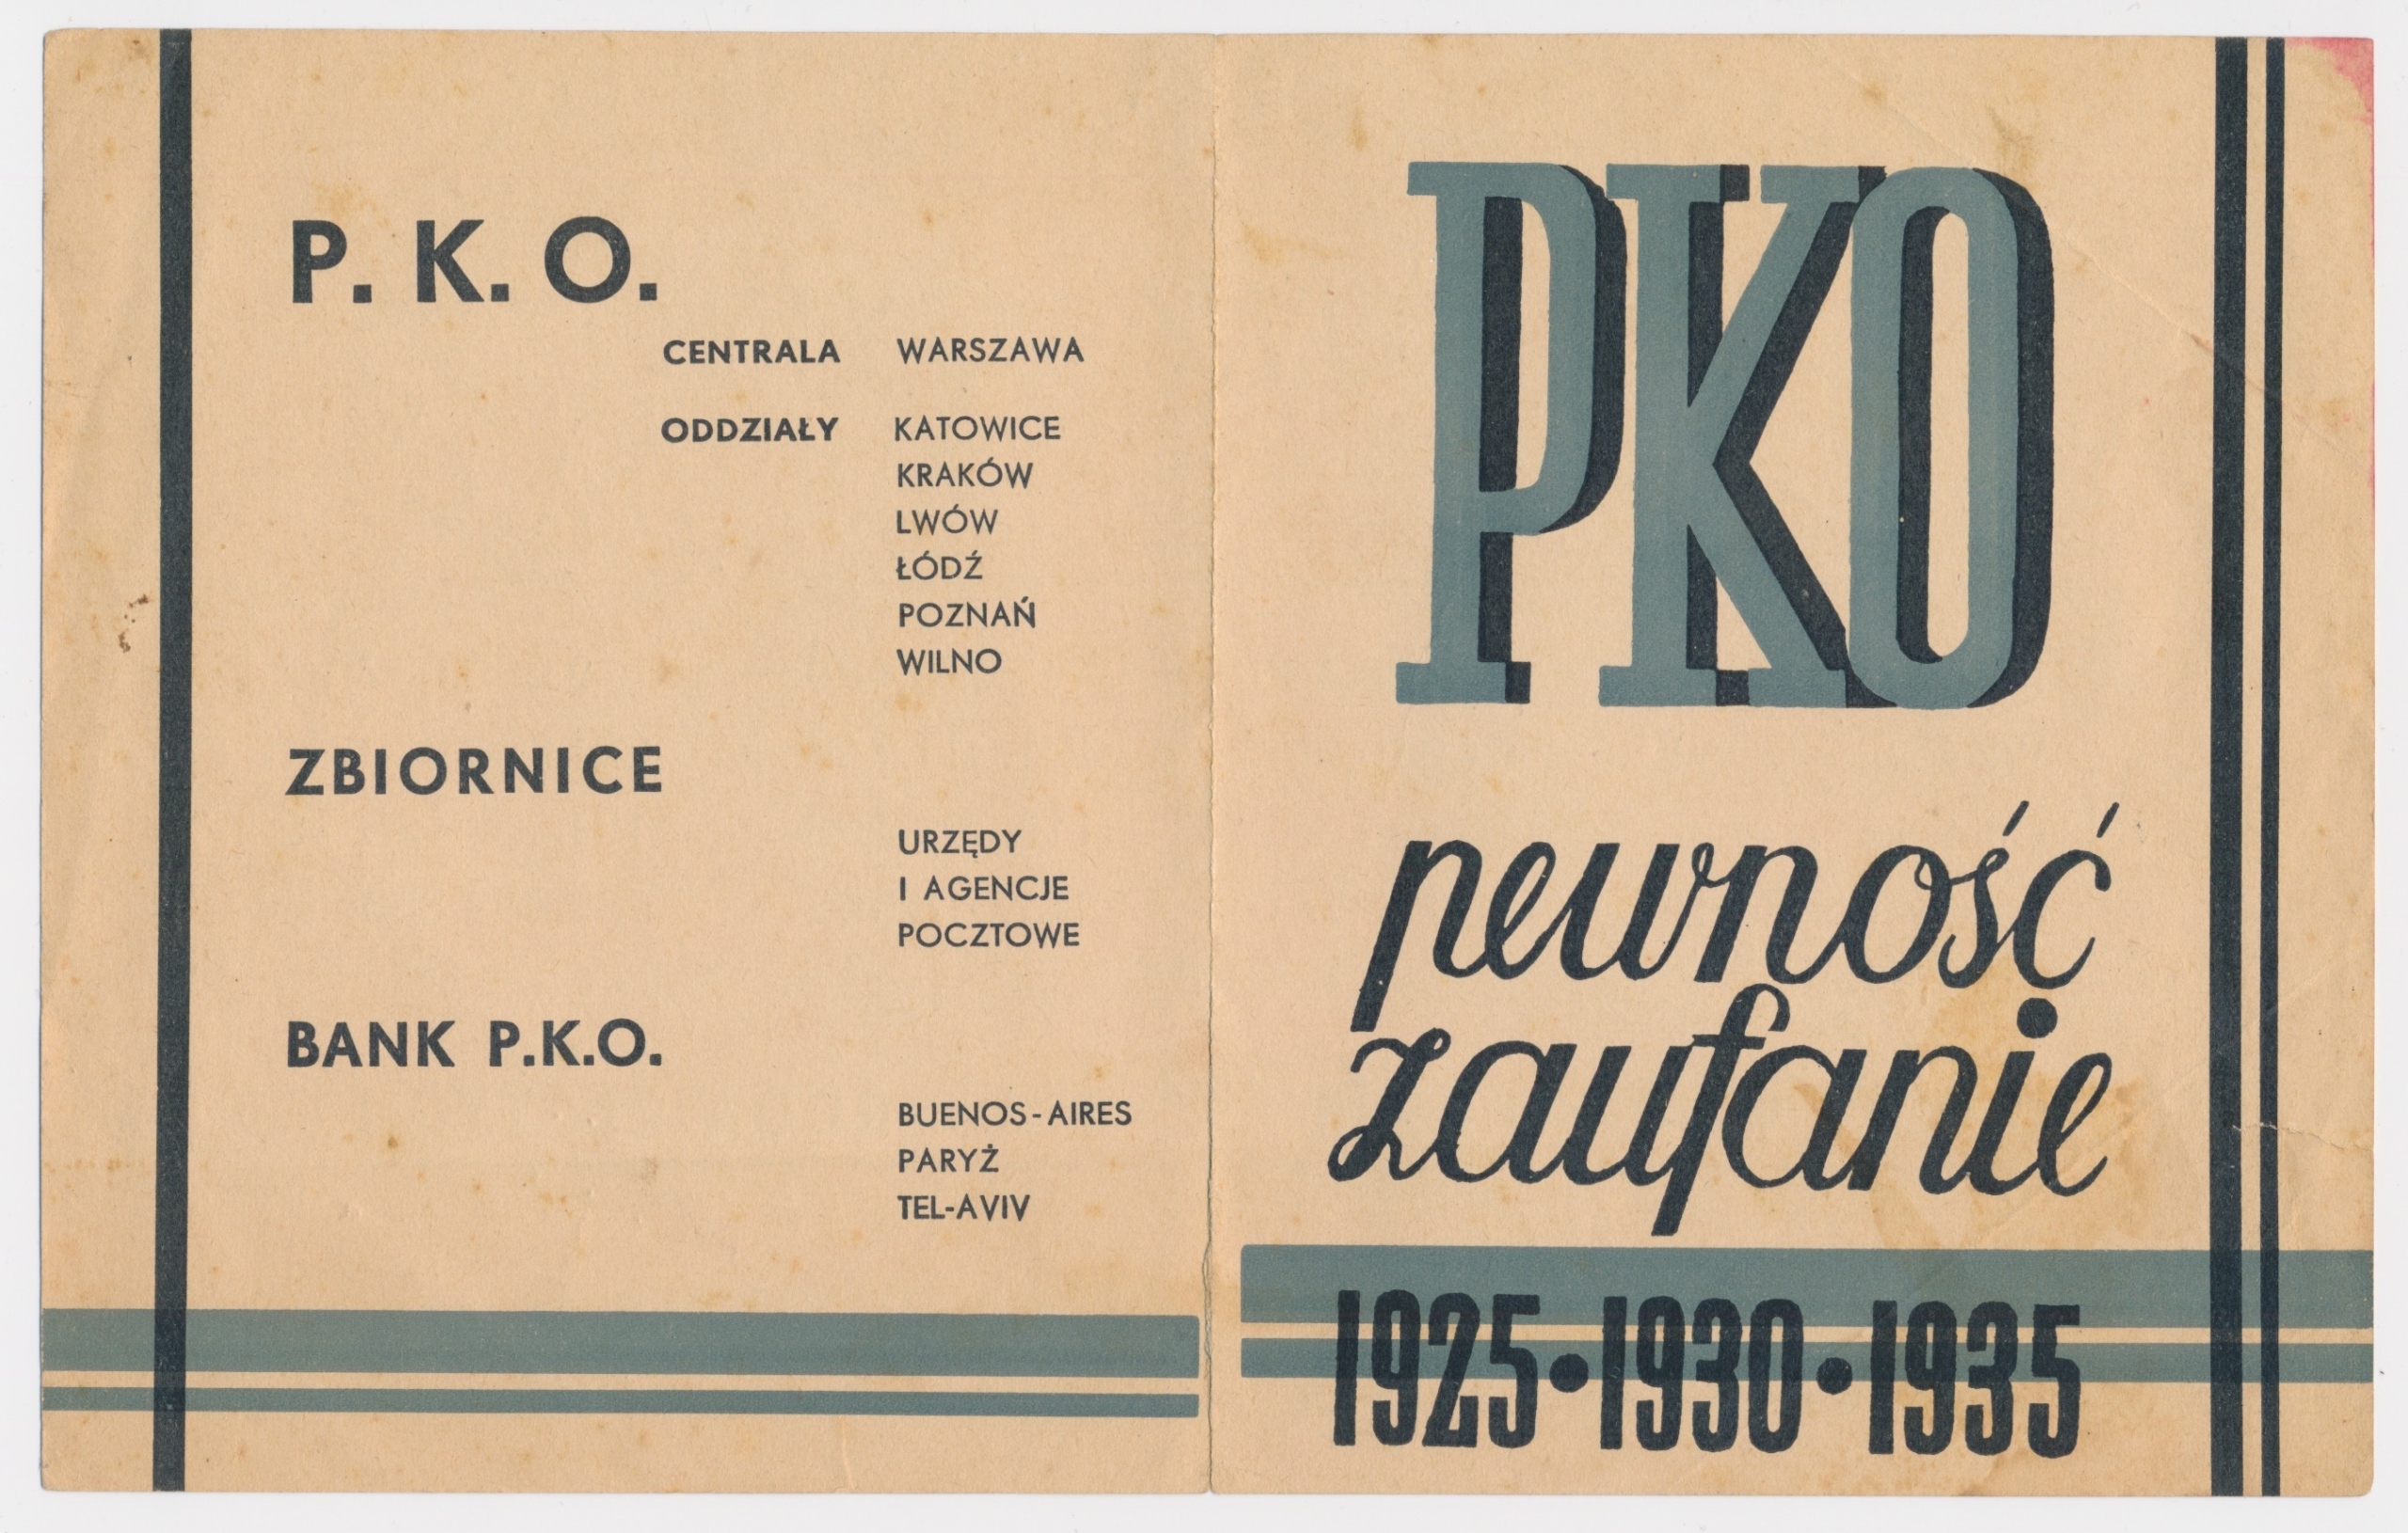 P. K. O.
CENTRALA WARSZAWA
ODDZIAŁY KATOWICE
KRAKÓW
LWÓW
ŁÓDŹ
POZNAŃ
WILNO
ZBIORNICE
URZĘDY
I AGENCJE
POCZTOWE
BANK P.K.O.
BUENOS-AIRES
PARYŻ
TEL-AVIV
PKO
pewność
zaufanie
1925•1930•1935